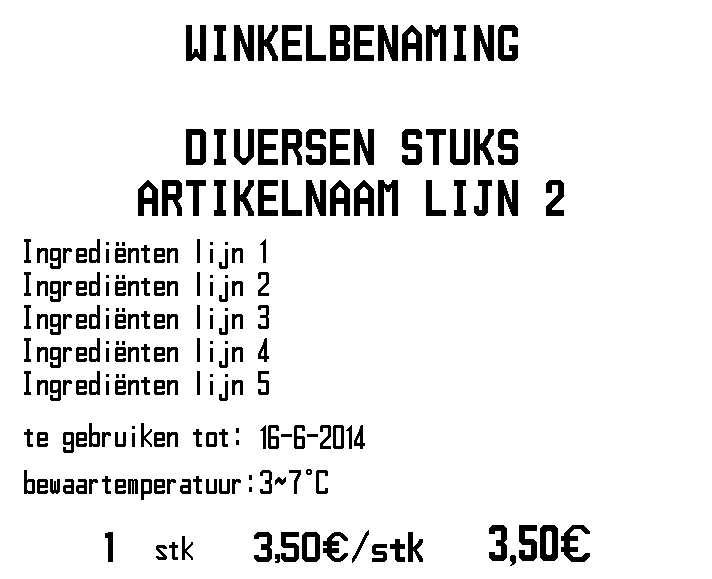 WINKELBENAMING
DIVERSEN STUKS
ARTIKELNAAM LIJN 2
Ingrediënten lijn 1
Ingrediënten lijn 2
Ingrediënten lijn 3
Ingrediënten lijn 4
Ingrediënten lijn 5
te gebruiken tot: 16-6-2014
bewaartemperatuur:3~7°C
1 stk 3,50€/stk 3,50€